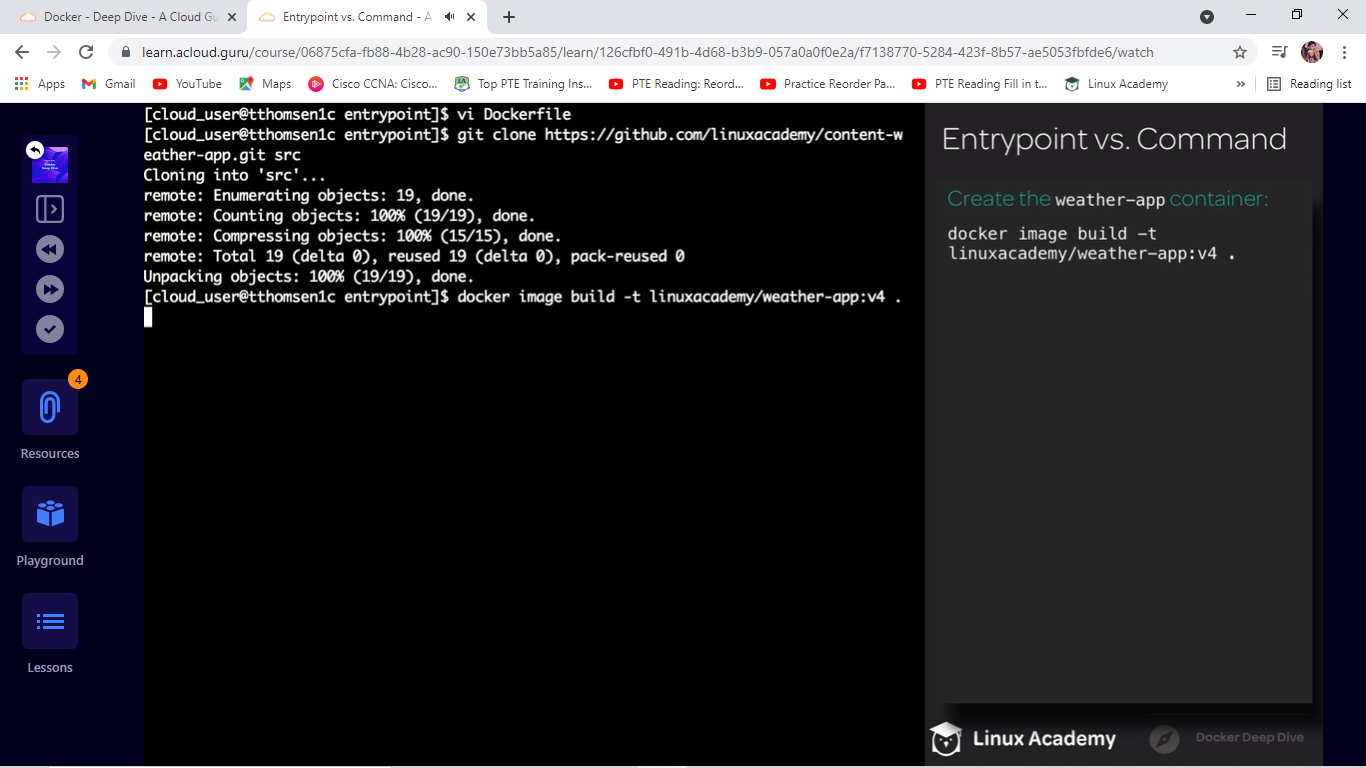 Docker - Deep Dive - A Cloud Gu
Entrypoint vs. Command - A
learn.acloud.guru/course/06875cfa-fb88-4b28-ac90-150e73bb5a85/learn/126cfbf0-491b-4d68-b3b9-057a0a0f0e2a/f7138770-5284-423f-8b57-ae5053fbfde6/watch
Apps
Gmail
YouTube
Maps
Cisco CCNA: Cisco...
Top PTE Training Ins...
PTE Reading: Reord...
Practice Reorder Pa...
PTE Reading Fill in t...
Linux Academy
»
Reading list
4
Resources
Playground
Lessons
[cloud_user@tthomsen1c entrypoint]$ vi Dockerfile
[cloud_user@tthomsen1c entrypoint]$ git clone https://github.com/linuxacademy/content-w
eather-app.git src
Cloning into 'src'...
remote: Enumerating objects: 19, done.
remote: Counting objects: 100% (19/19), done.
remote: Compressing objects: 100% (15/15), done.
remote: Total 19 (delta 0), reused 19 (delta 0), pack-reused 0
Unpacking objects: 100% (19/19), done.
[cloud_user@tthomsen1c entrypoint]$ docker image build -t linuxacademy/weather-app:v4 .
Entrypoint vs. Command
Create the weather-app container:
docker image build -t
linuxacademy/weather-app:v4 .
Linux Academy
Docker Deep Dive